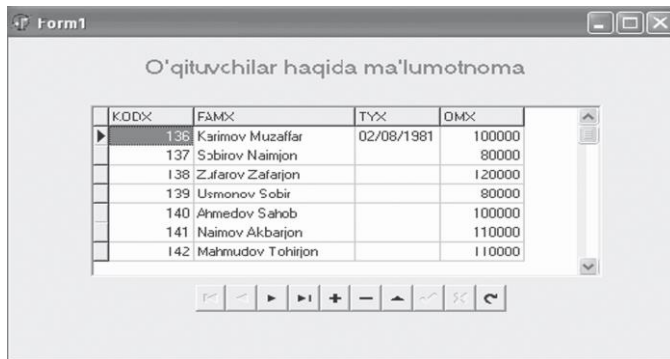 Form1
O'qituvchilar haqida ma'lumotnoma
KODX FAMX TYX OMX
136 Karimov Muzaffar 02/08/1981 100000
137 Sobirov Naimjon 80000
138 Zufarov Zafarjon 120000
139 Usmonov Sobir 80000
140 Ahmedov Sahob 100000
141 Naimov Akbarjon 110000
142 Mahmudov Tohirjon 110000